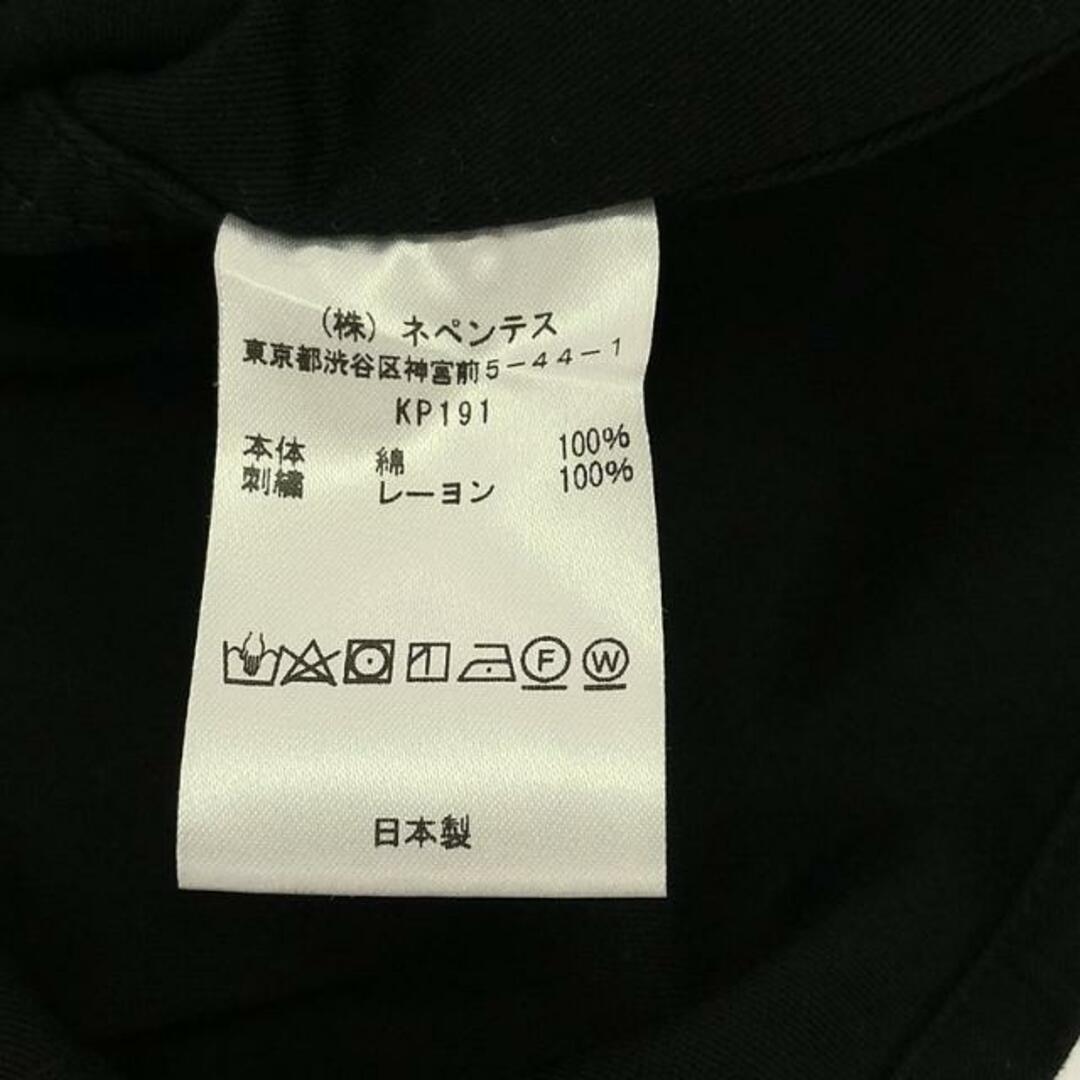 （株）ネペンテス
東京都渋谷区神宮前5－44－1
KP191
本体 綿 100%
刺繍 レーヨン 100%
F W
日本製